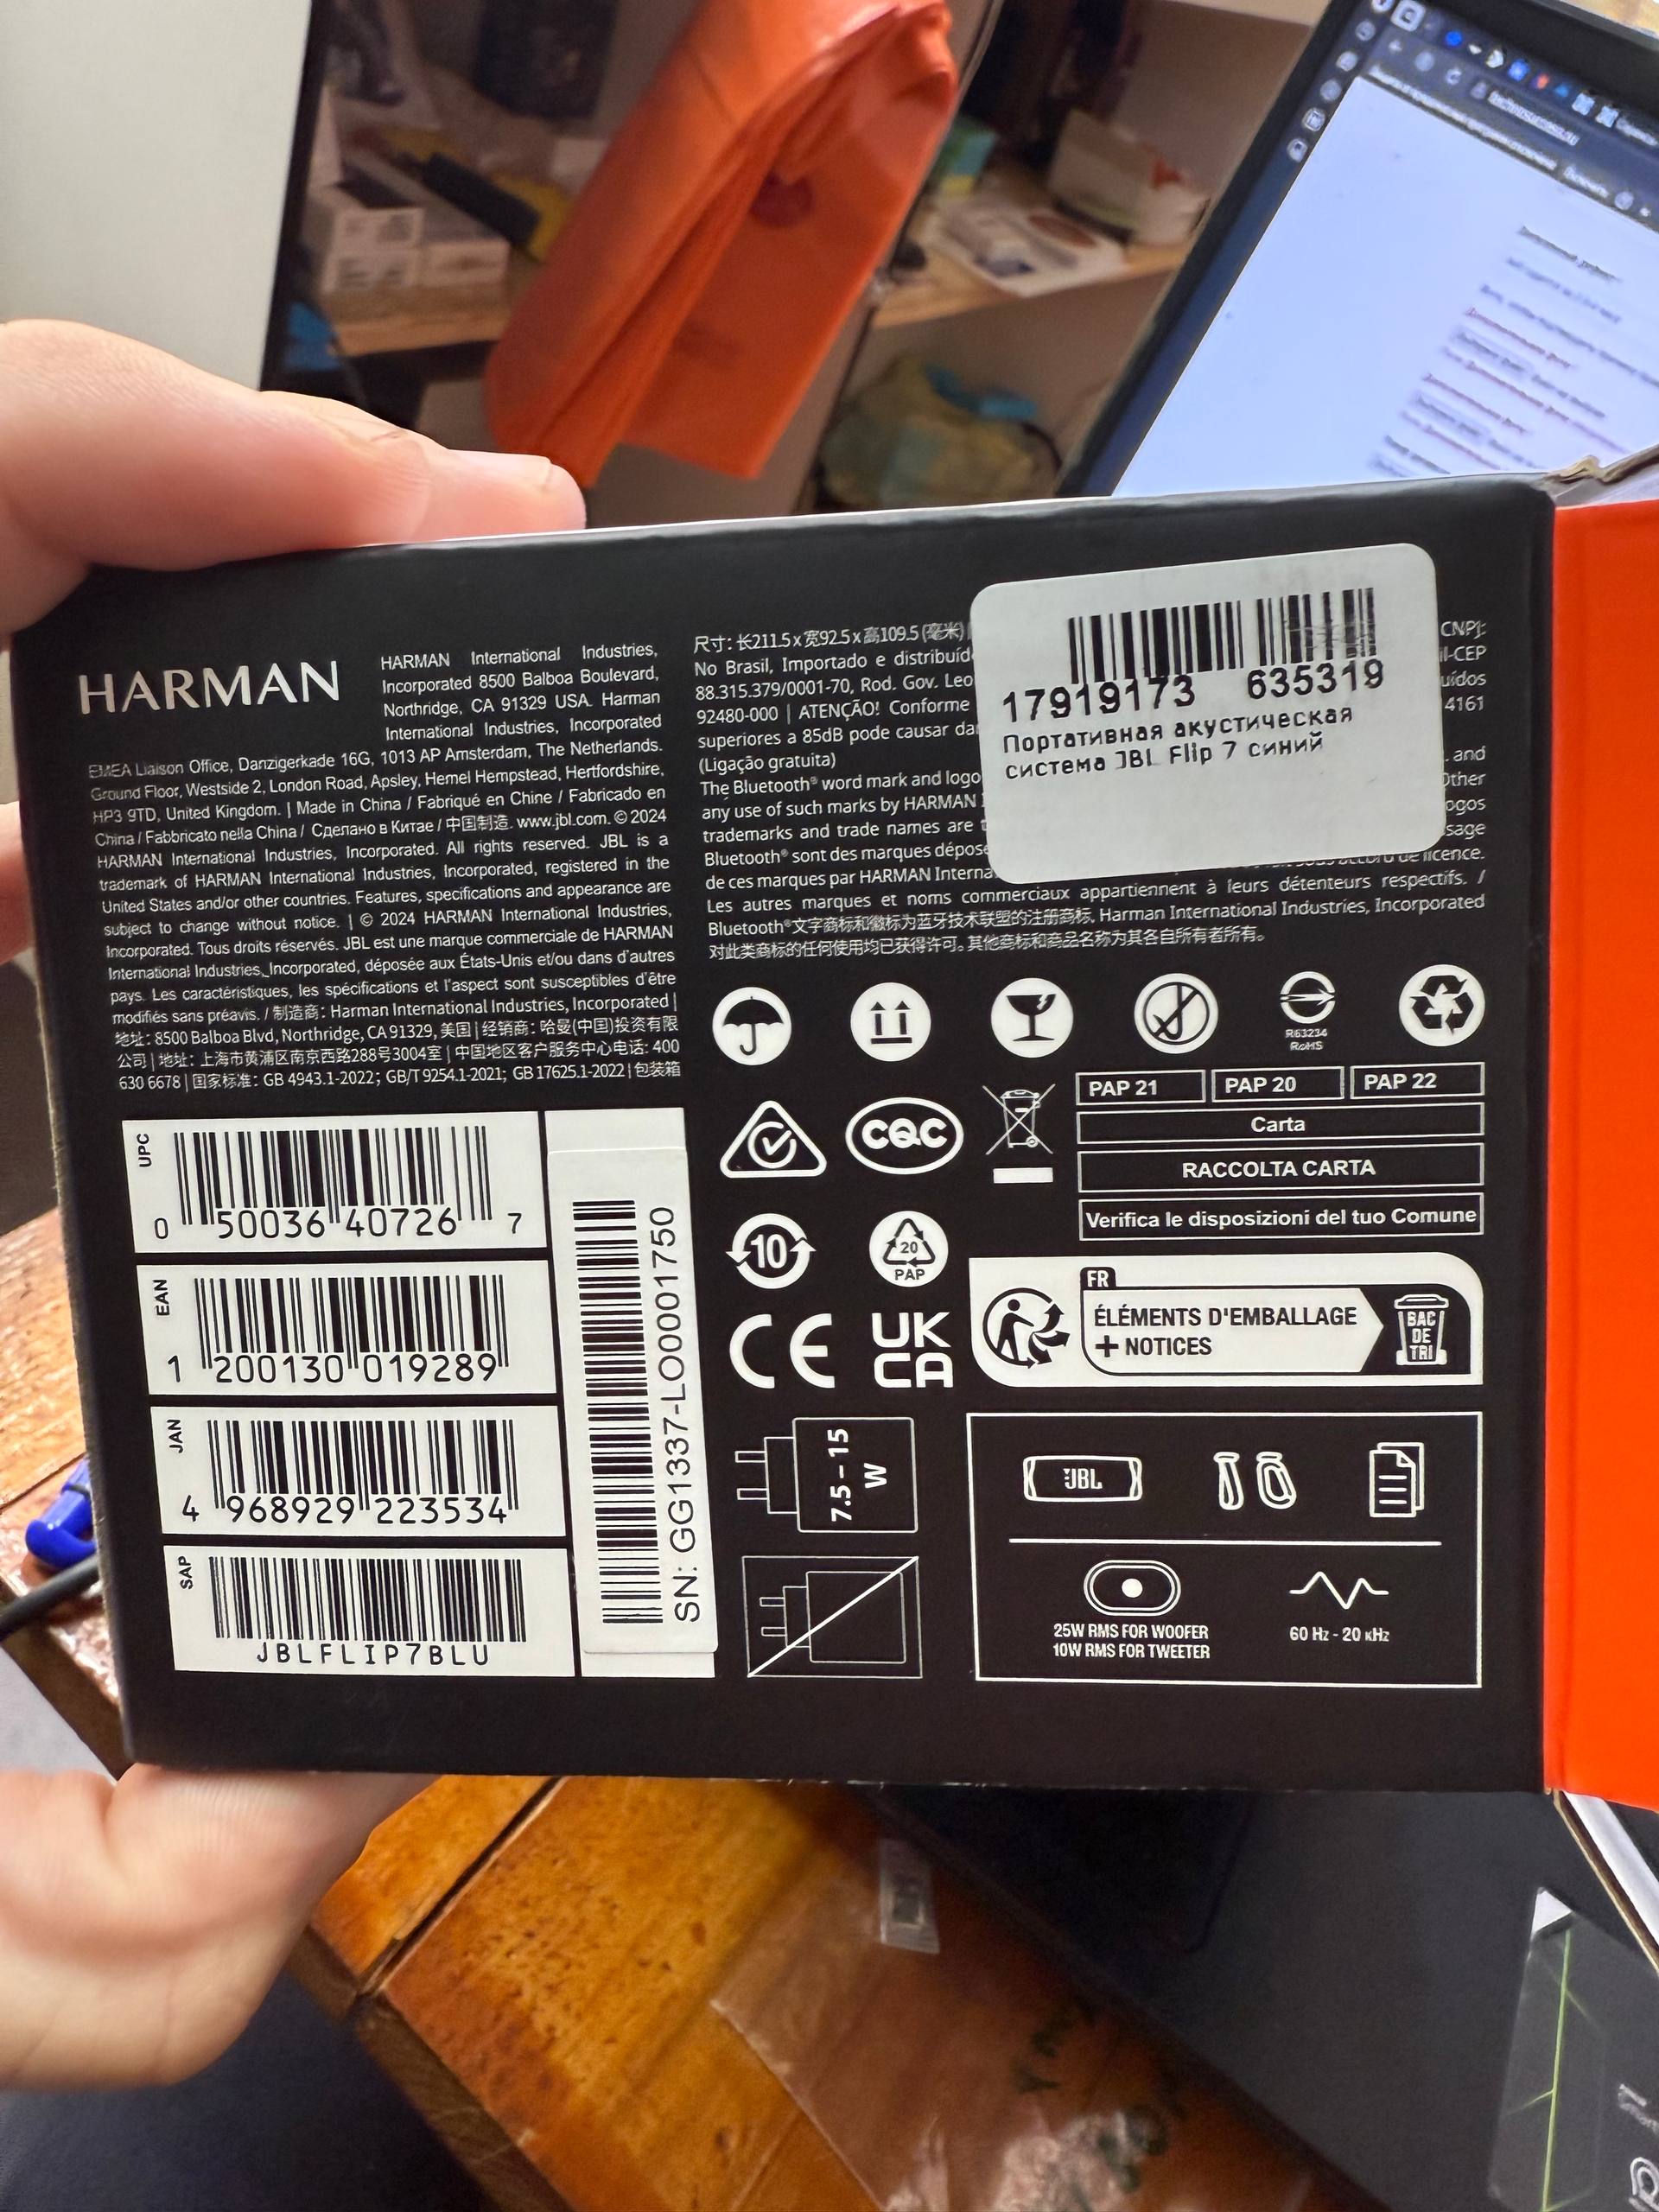 HARMAN
HARMAN International Industries,
Incorporated 8500 Balboa Boulevard,
Northridge, CA 91329 USA. Harman
International Industries, Incorporated
EMEA Liaison Office, Danzigerkade 16G, 1013 AP Amsterdam, The Netherlands.
Ground Floor, Westside 2, London Road, Apsley, Hemel Hempstead, Hertfordshire,
HP3 9TD, United Kingdom. | Made in China / Fabriqué en Chine / Fabricado en
China / Fabbricato nella China / Сделано в Китае / 中国制造. www.jbl.com. © 2024
HARMAN International Industries, Incorporated. All rights reserved. JBL is a
trademark of HARMAN International Industries, Incorporated, registered in the
United States and/or other countries. Features, specifications and appearance are
subject to change without notice. | © 2024 HARMAN International Industries,
Incorporated. Tous droits réservés. JBL est une marque commerciale de HARMAN
International Industries, Incorporated, déposée aux États-Unis et/ou dans d'autres
pays. Les caractéristiques, les spécifications et l'aspect sont susceptibles d'être
modifiés sans préavis. / 制造商: Harman International Industries, Incorporated |
地址: 8500 Balboa Blvd, Northridge, CA 91329, 美国 | 经销商: 哈曼(中国)投资有限
公司 | 地址: 上海市黄浦区南京西路288号3004室 | 中国地区客户服务中心电话: 400
630 6678 | 国家标准: GB 4943.1-2022; GB/T 9254.1-2021; GB 17625.1-2022 | 包装箱
尺寸: 长211.5 x 宽92.5 x 高109.5 (毫米)
CNPJ:
No Brasil, Importado e distribuíd
il-CEP
88.315.379/0001-70, Rod. Gov. Leo
uídos
92480-000 | ATENÇÃO! Conforme
4161
superiores a 85dB pode causar da
(Ligação gratuita)
. and
The Bluetooth® word mark and logo
Other
any use of such marks by HARMAN
ogos
trademarks and trade names are
sage
Bluetooth® sont des marques dépose
licence.
de ces marques par HARMAN Interna
Les autres marques et noms commerciaux appartiennent à leurs détenteurs respectifs. /
Bluetooth®文字商标和徽标为蓝牙技术联盟的注册商标, Harman International Industries, Incorporated
对此类商标的任何使用均已获得许可。其他商标和商品名称为其各自所有者所有。
17919173 635319
Портативная акустическая
система JBL Flip 7 синий
R63234
RoHS
CQC
PAP 21
PAP 20
PAP 22
Carta
RACCOLTA CARTA
Verifica le disposizioni del tuo Comune
10
20
PAP
CE
UK
CA
FR
ÉLÉMENTS D'EMBALLAGE
+ NOTICES
BAC
DE
TRI
UPC
0 50036 40726 7
EAN
1 200130 019289
JAN
4 968929 223534
SAP
JBLFLIP7BLU
SN: GG1337-LO0001750
7.5 - 15
W
JBL
25W RMS FOR WOOFER
10W RMS FOR TWEETER
60 Hz - 20 kHz